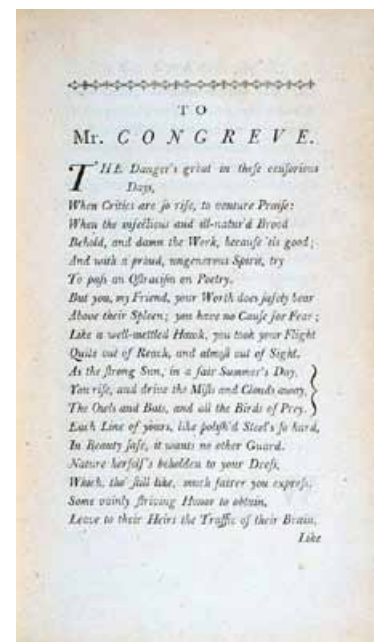 TO
Mr. CONGREVE.
THE Danger's great in theſe cenſorious
Days,
When Critics are ſo rife, to venture Praiſe:
When the infectious and ill-natur'd Brood
Behold, and damn the Work, becauſe 'tis good;
And with a proud, ungenerous Spirit, try
To paſs an Oſtraciſm on Poetry.
But you, my Friend, your Worth does ſafely bear
Above their Spleen; you have no Cauſe for Fear;
Like a well-mettled Hawk, you took your Flight
Quite out of Reach, and almoſt out of Sight.
As the ſtrong Sun, in a fair Summer's Day,
You riſe, and drive the Miſts and Clouds away,
The Owls and Bats, and all the Birds of Prey.
Each Line of yours, like poliſh'd Steel's ſo hard,
In Beauty ſafe, it wants no other Guard.
Nature herſelf's beholden to your Dreſs,
Which, tho' ſtill like, much fairer you expreſs.
Some vainly ſtriving Honor to obtain,
Leave to their Heirs the Traffic of their Brain,
Like